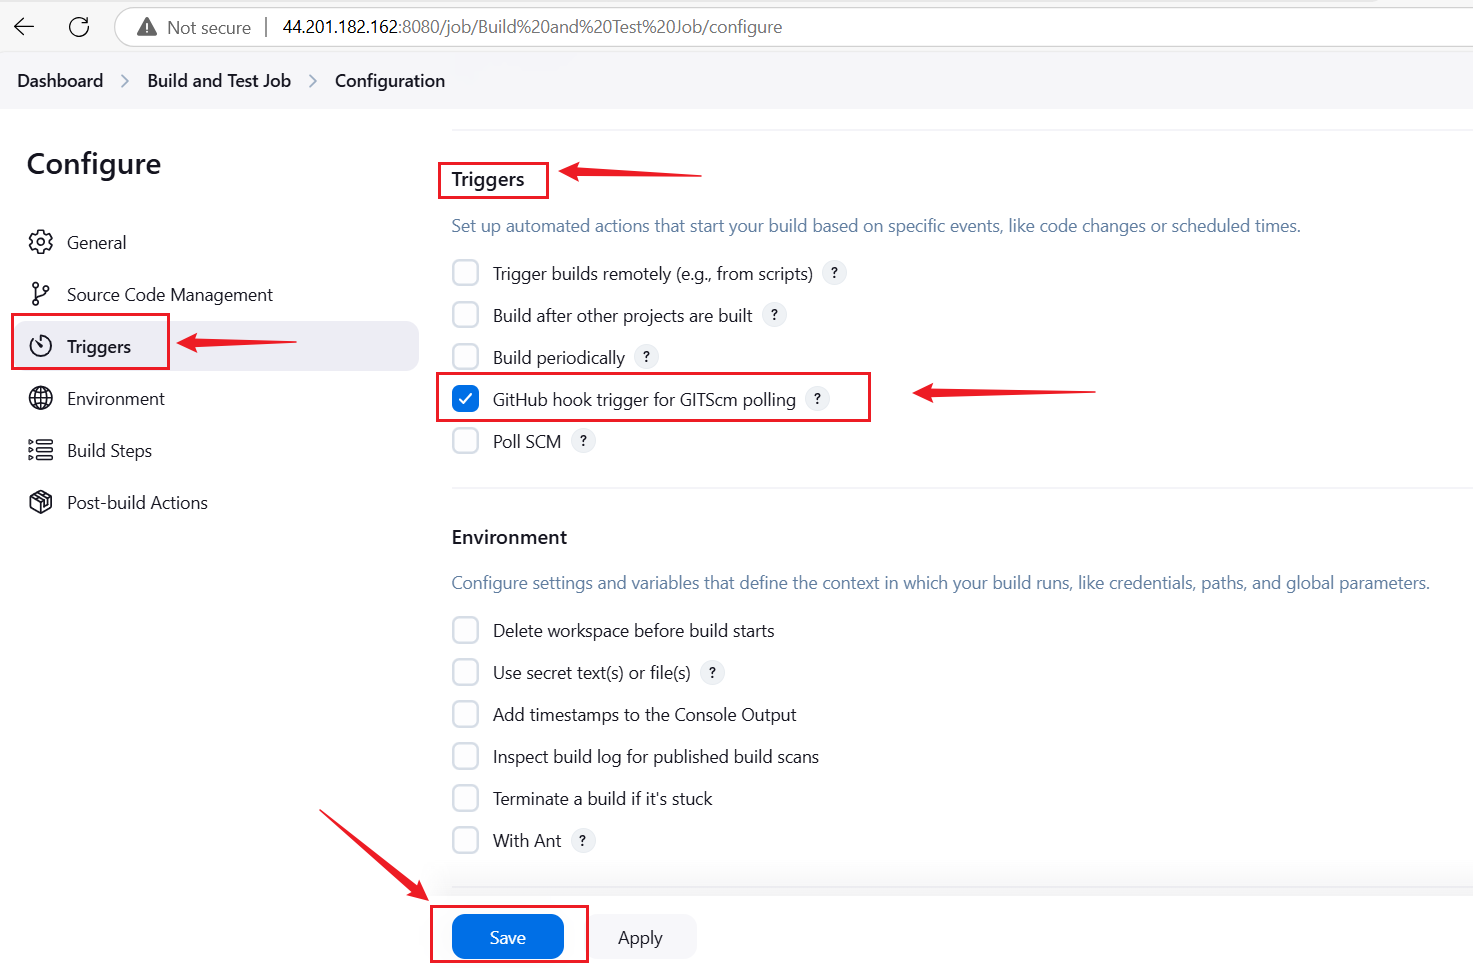 Not secure 44.201.182.162:8080/job/Build%20and%20Test%20Job/configure
Dashboard > Build and Test Job > Configuration
Configure
General
Source Code Management
Triggers
Environment
Build Steps
Post-build Actions
Triggers
Set up automated actions that start your build based on specific events, like code changes or scheduled times.
Trigger builds remotely (e.g., from scripts) ?
Build after other projects are built ?
Build periodically ?
GitHub hook trigger for GITScm polling ?
Poll SCM ?
Environment
Configure settings and variables that define the context in which your build runs, like credentials, paths, and global parameters.
Delete workspace before build starts
Use secret text(s) or file(s) ?
Add timestamps to the Console Output
Inspect build log for published build scans
Terminate a build if it's stuck
With Ant ?
Save Apply